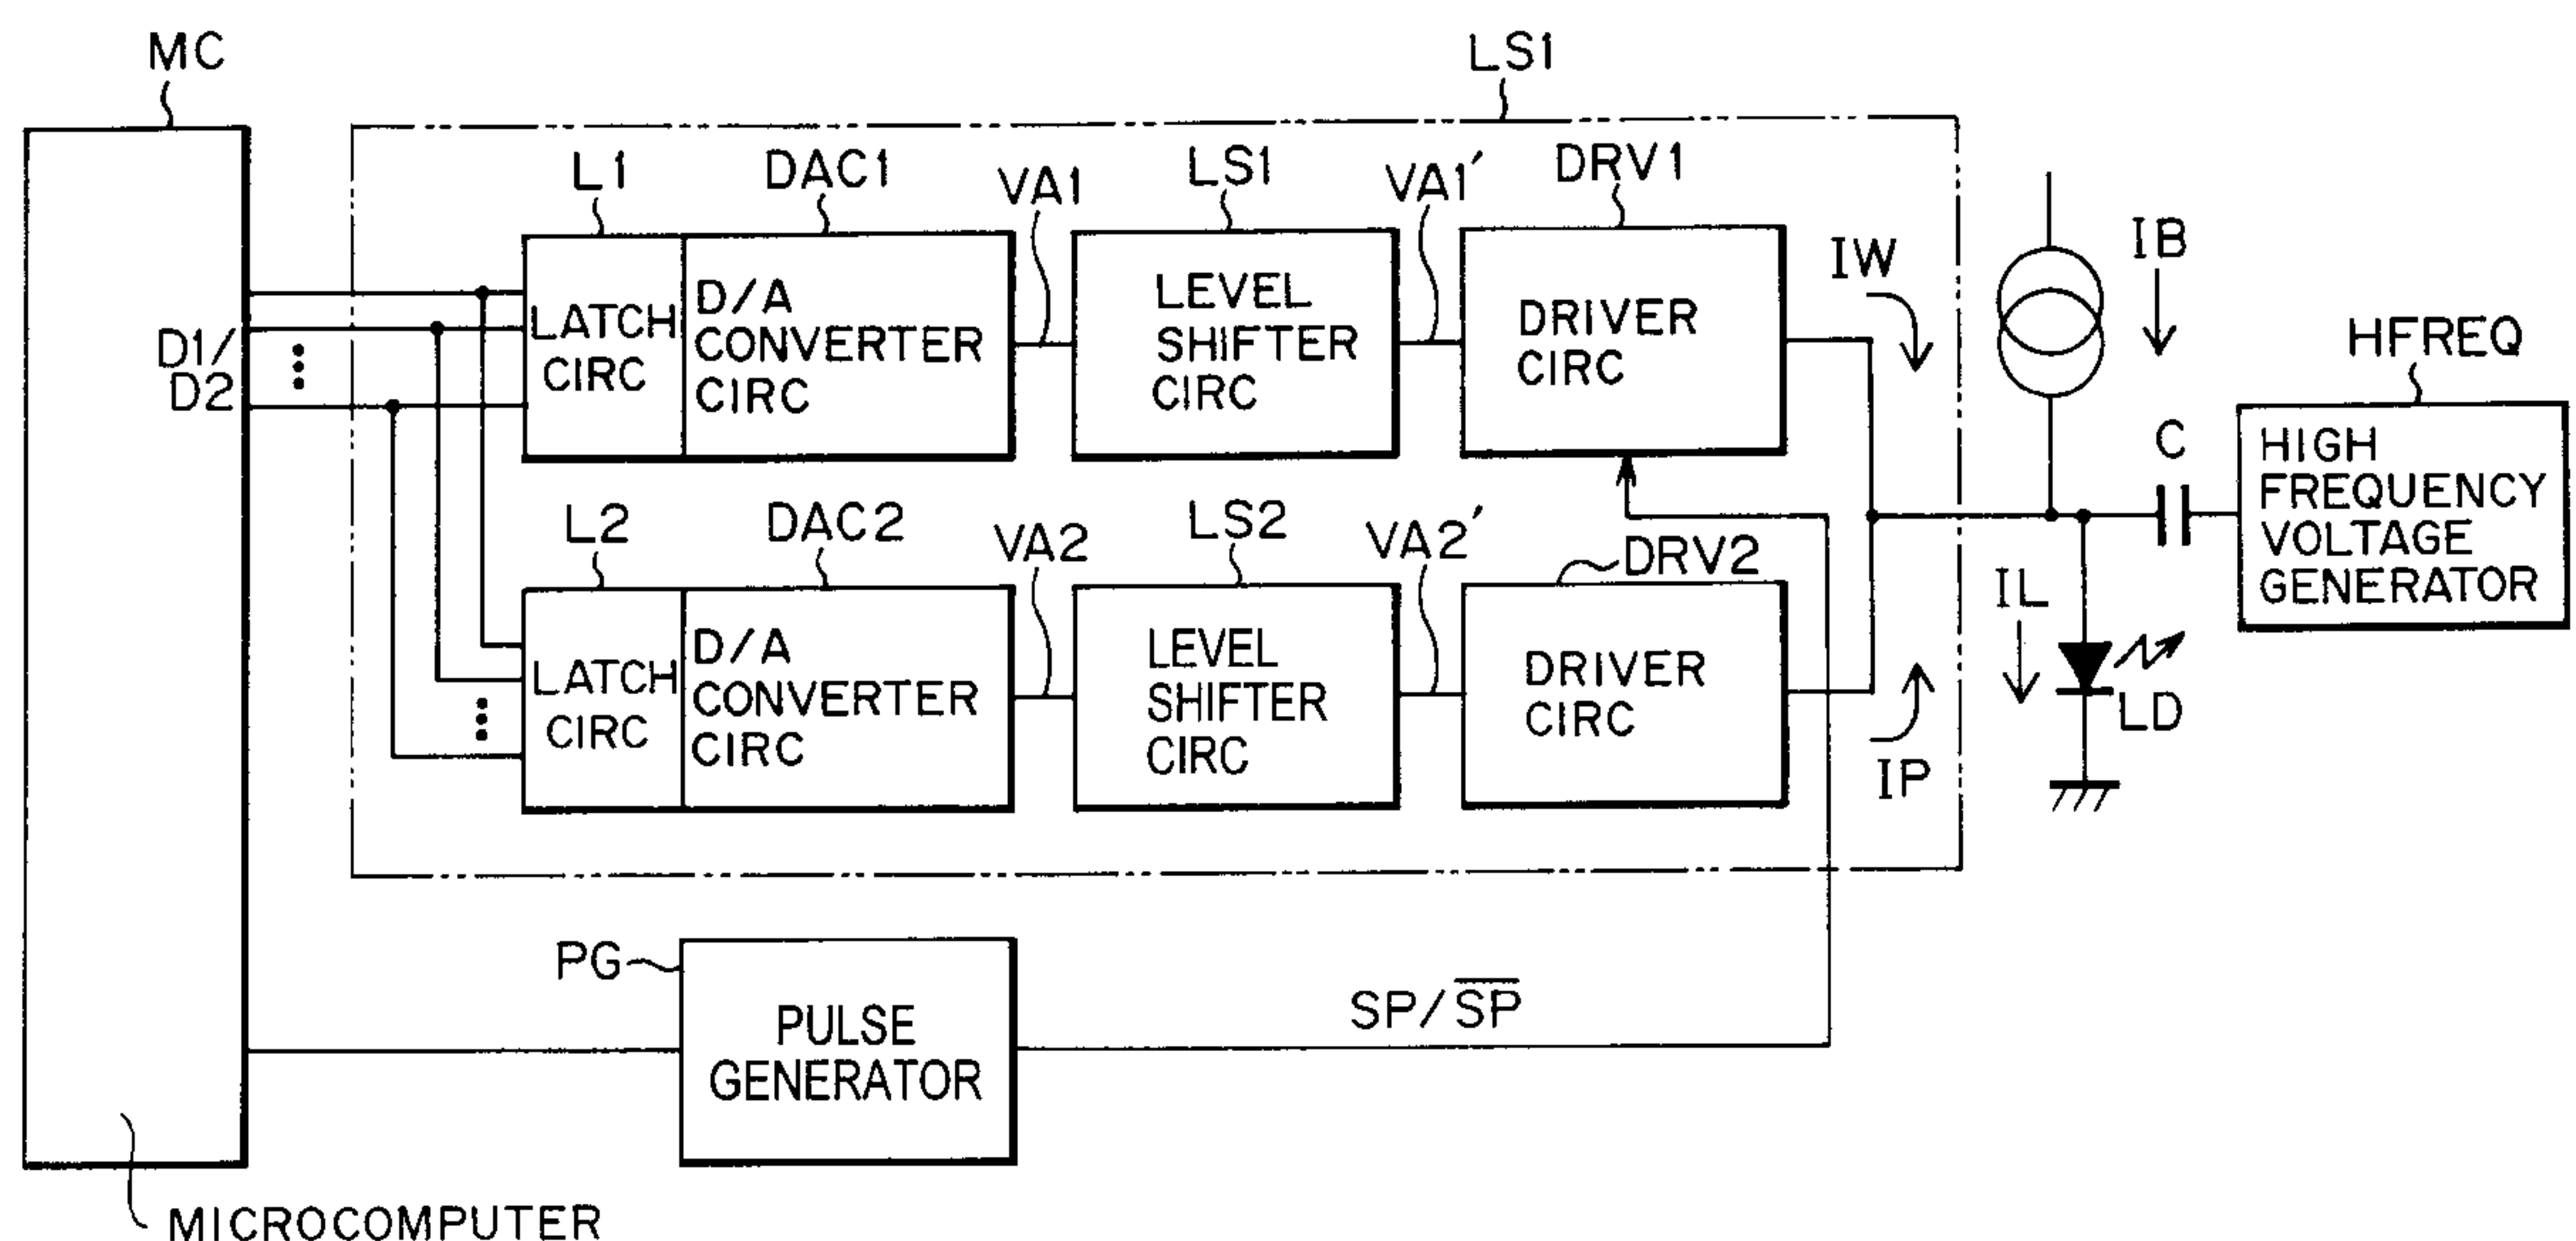 MC
LS1
L1
DAC1
VA1
LS1
VA1′
DRV1
IW
IB
HFREQ
D1/
D2
LATCH
CIRC
D/A
CONVERTER
CIRC
LEVEL
SHIFTER
CIRC
DRIVER
CIRC
C
HIGH
FREQUENCY
VOLTAGE
GENERATOR
L2
DAC2
VA2
LS2
VA2′
DRV2
IL
LATCH
CIRC
D/A
CONVERTER
CIRC
LEVEL
SHIFTER
CIRC
DRIVER
CIRC
IP
LD
PG
PULSE
GENERATOR
SP/S̅P̅
MICROCOMPUTER